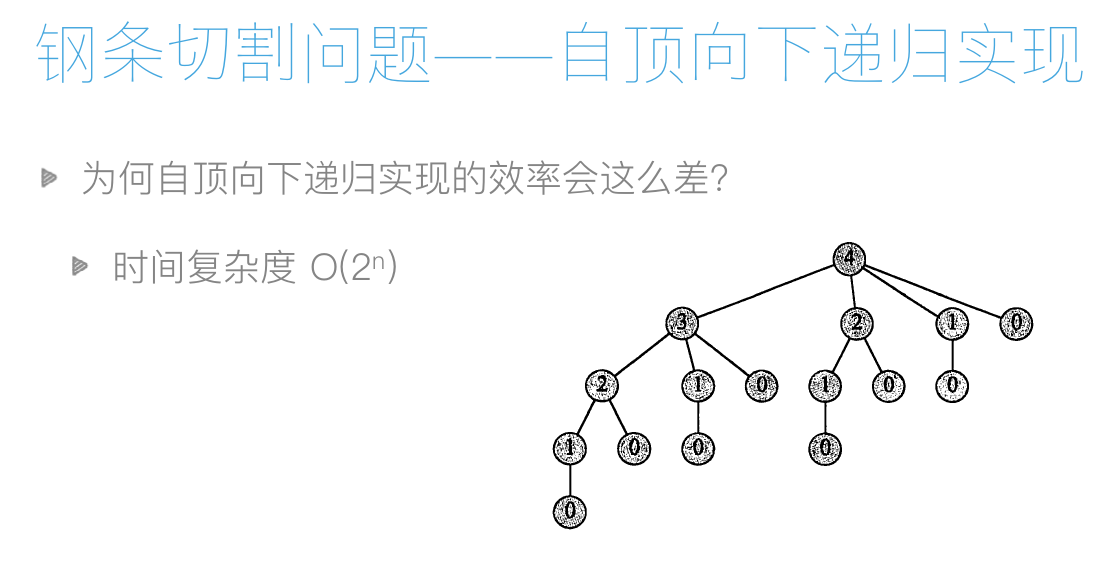 钢条切割问题——自顶向下递归实现
为何自顶向下递归实现的效率会这么差?
时间复杂度 O(2ⁿ)
4
3 2 1 0
2 1 0 1 0 0
1 0 0 0
0